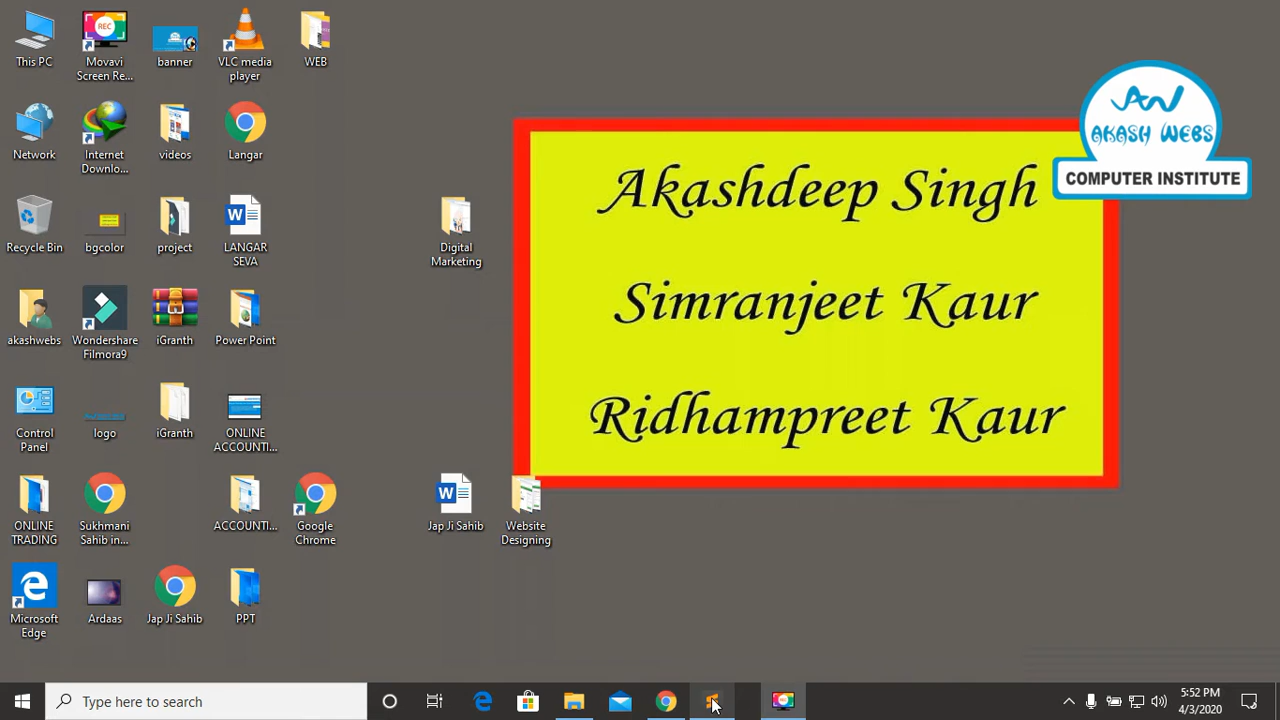 This PC
Movavi
Screen Re...
REC
banner
VLC media
player
WEB
Network
Internet
Downlo...
videos
Langar
Recycle Bin
bgcolor
project
LANGAR
SEVA
Digital
Marketing
akashwebs
Wondershare
Filmora9
iGranth
Power Point
Control
Panel
logo
iGranth
ONLINE
ACCOUNTI...
ONLINE
TRADING
Sukhmani
Sahib in...
ACCOUNTI...
Google
Chrome
Jap Ji Sahib
Website
Designing
Microsoft
Edge
Ardaas
Jap Ji Sahib
PPT
Akashdeep Singh
Simranjeet Kaur
Ridhampreet Kaur
AW
AKASH WEBS
COMPUTER INSTITUTE
Type here to search
5:52 PM
4/3/2020